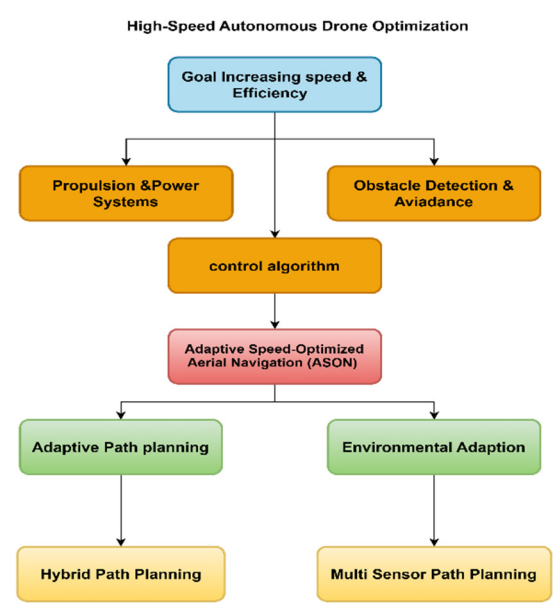 High-Speed Autonomous Drone Optimization
Goal Increasing speed &
Efficiency
Propulsion &Power
Systems
Obstacle Detection &
Aviadance
control algorithm
Adaptive Speed-Optimized
Aerial Navigation (ASON)
Adaptive Path planning
Environmental Adaption
Hybrid Path Planning
Multi Sensor Path Planning